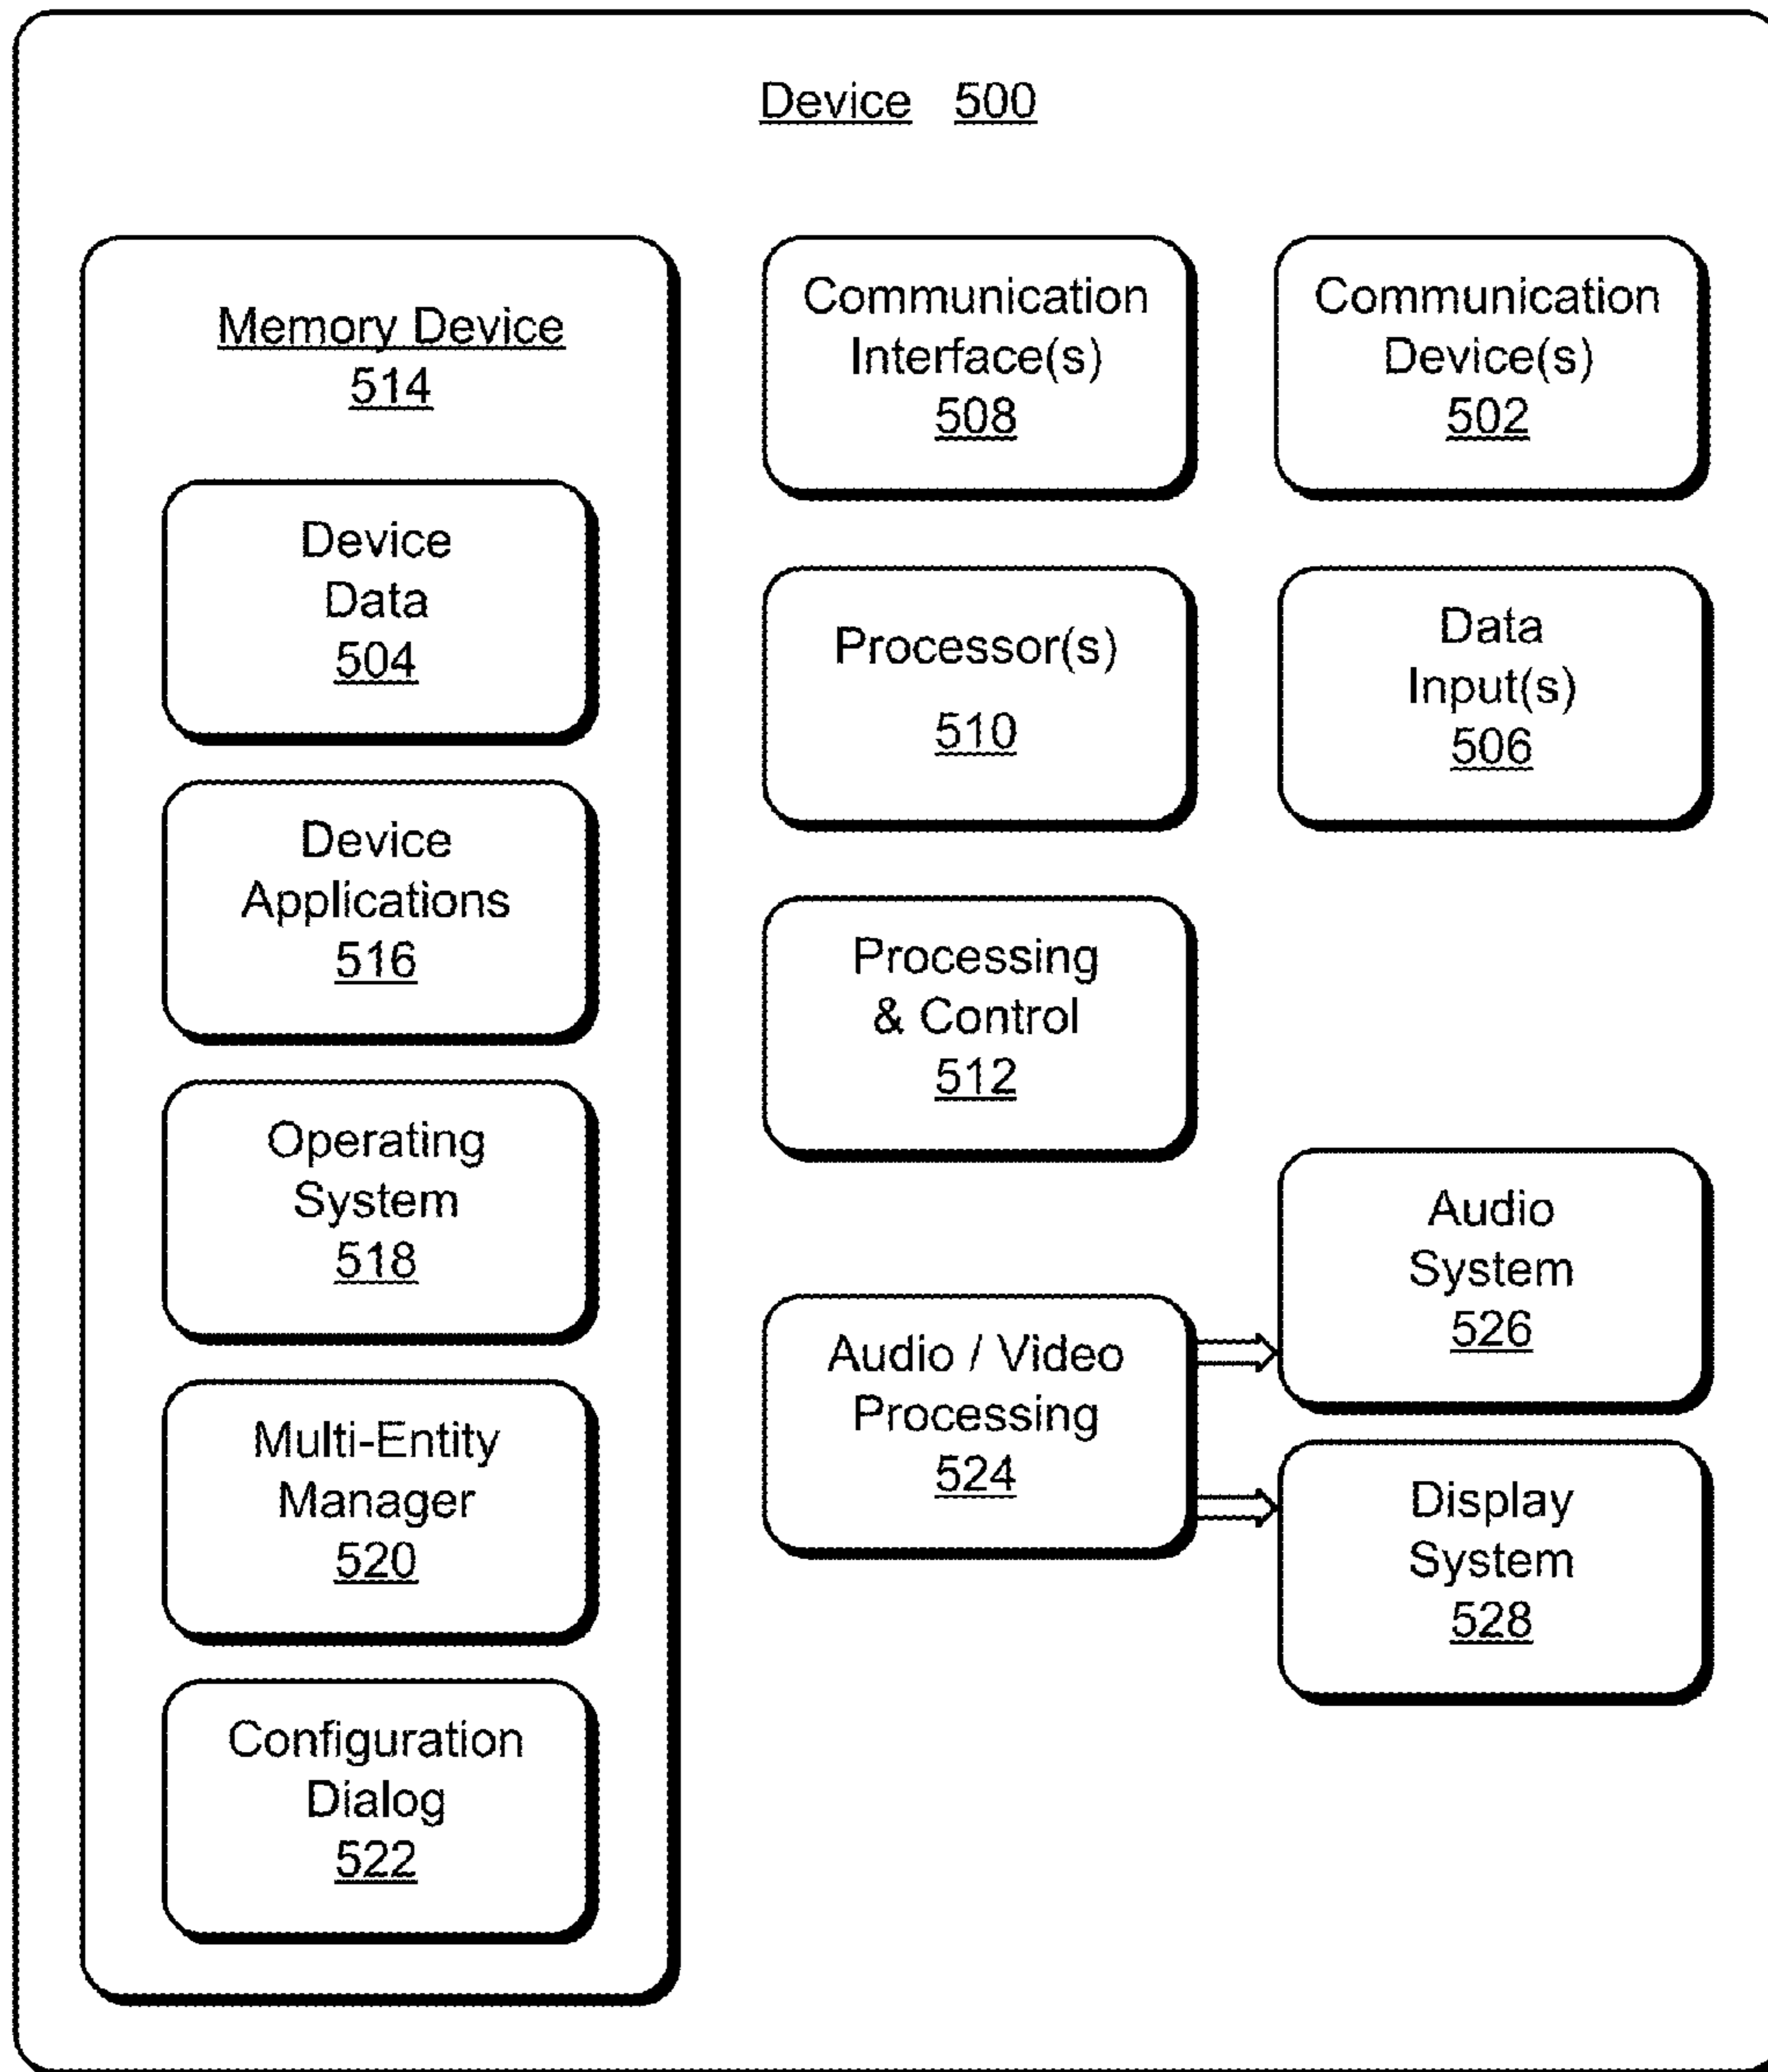 Device 500
Memory Device
514
Device
Data
504
Device
Applications
516
Operating
System
518
Multi-Entity
Manager
520
Configuration
Dialog
522
Communication
Interface(s)
508
Communication
Device(s)
502
Processor(s)
510
Data
Input(s)
506
Processing
& Control
512
Audio / Video
Processing
524
Audio
System
526
Display
System
528